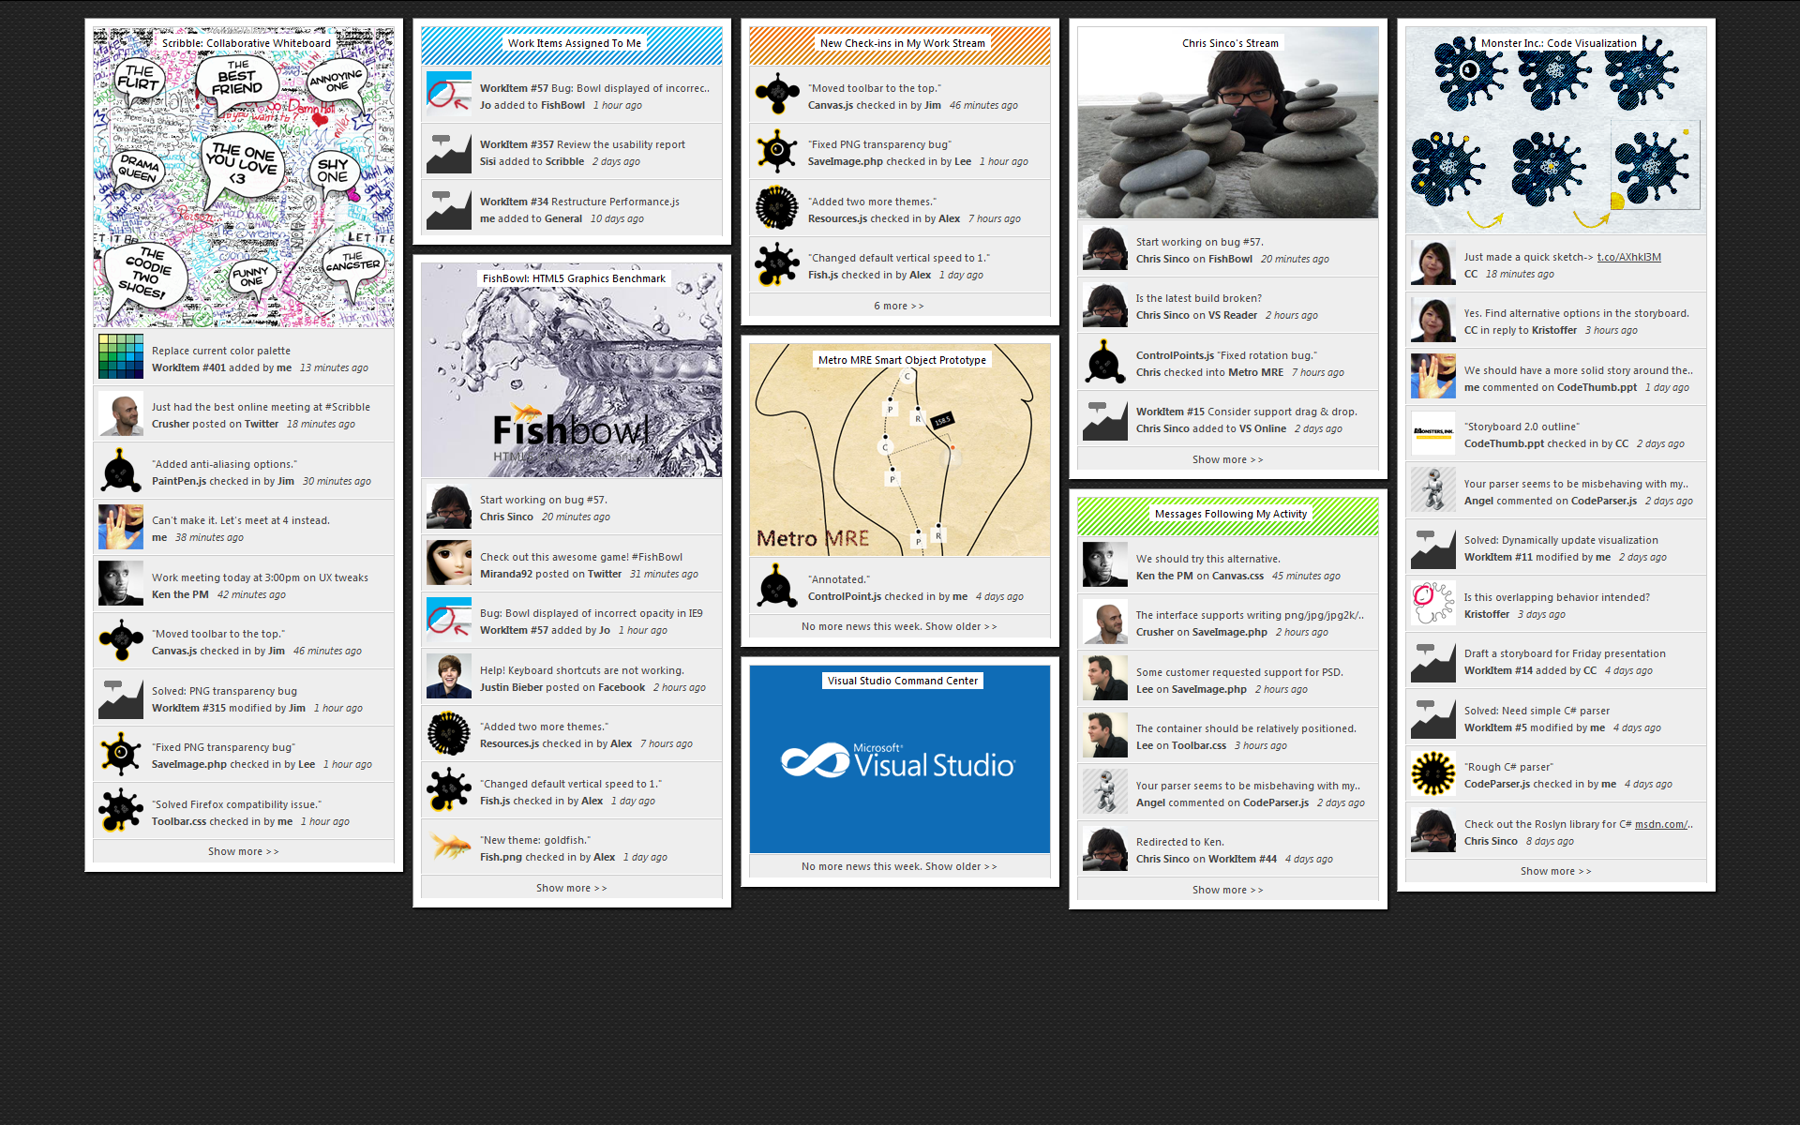 Scribble: Collaborative Whiteboard
THE FLIRT
THE BEST FRIEND
ANNOYING ONE
DRAMA QUEEN
THE ONE YOU LOVE <3
SHY ONE
THE GOODIE TWO SHOES!
FUNNY ONE
THE GANGSTER
Replace current color palette
WorkItem #401 added by me 13 minutes ago
Just had the best online meeting at #Scribble
Crusher posted on Twitter 18 minutes ago
"Added anti-aliasing options."
PaintPen.js checked in by Jim 30 minutes ago
Can't make it. Let's meet at 4 instead.
me 38 minutes ago
Work meeting today at 3:00pm on UX tweaks
Ken the PM 42 minutes ago
"Moved toolbar to the top."
Canvas.js checked in by Jim 46 minutes ago
Solved: PNG transparency bug
WorkItem #315 modified by Jim 1 hour ago
"Fixed PNG transparency bug"
SaveImage.php checked in by Lee 1 hour ago
"Solved Firefox compatibility issue."
Toolbar.css checked in by me 1 hour ago
Show more >>
Work Items Assigned To Me
WorkItem #57 Bug: Bowl displayed of incorrec..
Jo added to FishBowl 1 hour ago
WorkItem #357 Review the usability report
Sisi added to Scribble 2 days ago
WorkItem #34 Restructure Performance.js
me added to General 10 days ago
FishBowl: HTML5 Graphics Benchmark
Fishbowl
Start working on bug #57.
Chris Sinco 20 minutes ago
Check out this awesome game! #FishBowl
Miranda92 posted on Twitter 31 minutes ago
Bug: Bowl displayed of incorrect opacity in IE9
WorkItem #57 added by Jo 1 hour ago
Help! Keyboard shortcuts are not working.
Justin Bieber posted on Facebook 2 hours ago
"Added two more themes."
Resources.js checked in by Alex 7 hours ago
"Changed default vertical speed to 1."
Fish.js checked in by Alex 1 day ago
"New theme: goldfish."
Fish.png checked in by Alex 1 day ago
Show more >>
New Check-ins in My Work Stream
"Moved toolbar to the top."
Canvas.js checked in by Jim 46 minutes ago
"Fixed PNG transparency bug"
SaveImage.php checked in by Lee 1 hour ago
"Added two more themes."
Resources.js checked in by Alex 7 hours ago
"Changed default vertical speed to 1."
Fish.js checked in by Alex 1 day ago
6 more >>
Metro MRE Smart Object Prototype
C
P
R
158.5
C
P
P
R
Metro MRE
"Annotated."
ControlPoint.js checked in by me 4 days ago
No more news this week. Show older >>
Visual Studio Command Center
Microsoft®
Visual Studio®
No more news this week. Show older >>
Chris Sinco's Stream
Start working on bug #57.
Chris Sinco on FishBowl 20 minutes ago
Is the latest build broken?
Chris Sinco on VS Reader 2 hours ago
ControlPoints.js "Fixed rotation bug."
Chris checked into Metro MRE 7 hours ago
WorkItem #15 Consider support drag & drop.
Chris Sinco added to VS Online 2 days ago
Show more >>
Messages Following My Activity
We should try this alternative.
Ken the PM on Canvas.css 45 minutes ago
The interface supports writing png/jpg/jpg2k/..
Crusher on SaveImage.php 2 hours ago
Some customer requested support for PSD.
Lee on SaveImage.php 2 hours ago
The container should be relatively positioned.
Lee on Toolbar.css 3 hours ago
Your parser seems to be misbehaving with my..
Angel commented on CodeParser.js 2 days ago
Redirected to Ken.
Chris Sinco on WorkItem #44 4 days ago
Show more >>
Monster Inc.: Code Visualization
Just made a quick sketch-> t.co/AXhkI3M
CC 18 minutes ago
Yes. Find alternative options in the storyboard.
CC in reply to Kristoffer 3 hours ago
We should have a more solid story around the..
me commented on CodeThumb.ppt 1 day ago
MONSTERS, INC.
"Storyboard 2.0 outline"
CodeThumb.ppt checked in by CC 2 days ago
Your parser seems to be misbehaving with my..
Angel commented on CodeParser.js 2 days ago
Solved: Dynamically update visualization
WorkItem #11 modified by me 2 days ago
Is this overlapping behavior intended?
Kristoffer 3 days ago
Draft a storyboard for Friday presentation
WorkItem #14 added by CC 4 days ago
Solved: Need simple C# parser
WorkItem #5 modified by me 4 days ago
"Rough C# parser"
CodeParser.js checked in by me 4 days ago
Check out the Roslyn library for C# msdn.com/..
Chris Sinco 8 days ago
Show more >>